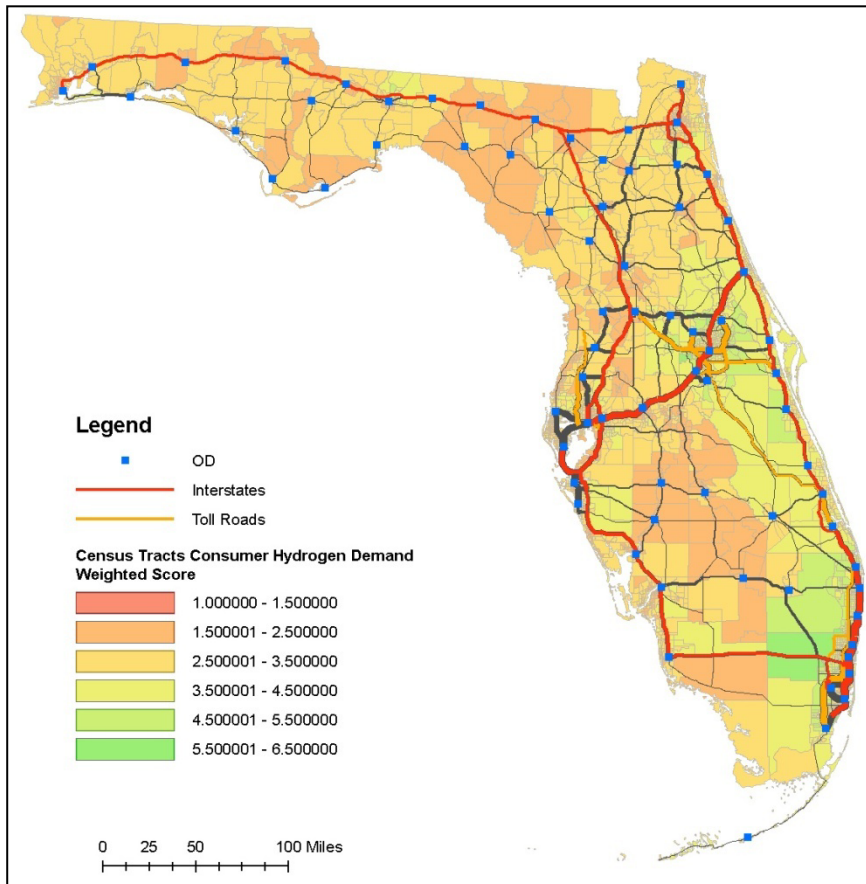 Legend
OD
Interstates
Toll Roads
Census Tracts Consumer Hydrogen Demand
Weighted Score
1.000000 - 1.500000
1.500001 - 2.500000
2.500001 - 3.500000
3.500001 - 4.500000
4.500001 - 5.500000
5.500001 - 6.500000
0 25 50 100 Miles